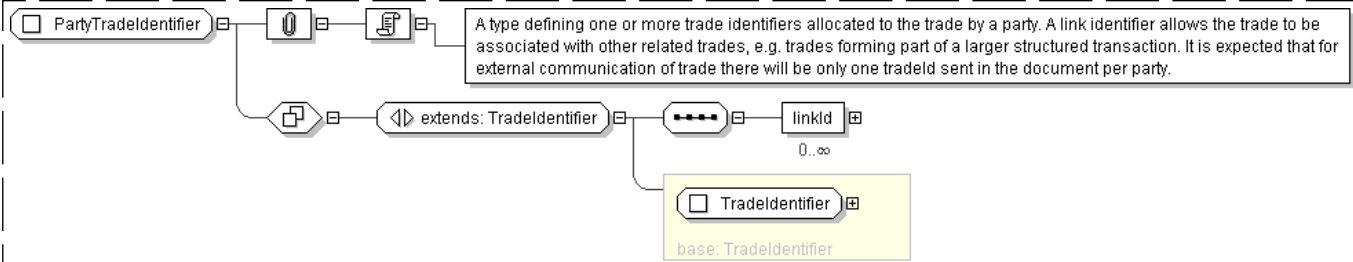 PartyTradeIdentifier
A type defining one or more trade identifiers allocated to the trade by a party. A link identifier allows the trade to be
associated with other related trades, e.g. trades forming part of a larger structured transaction. It is expected that for
external communication of trade there will be only one tradeId sent in the document per party.
extends: TradeIdentifier
linkId
0..∞
TradeIdentifier
base: TradeIdentifier